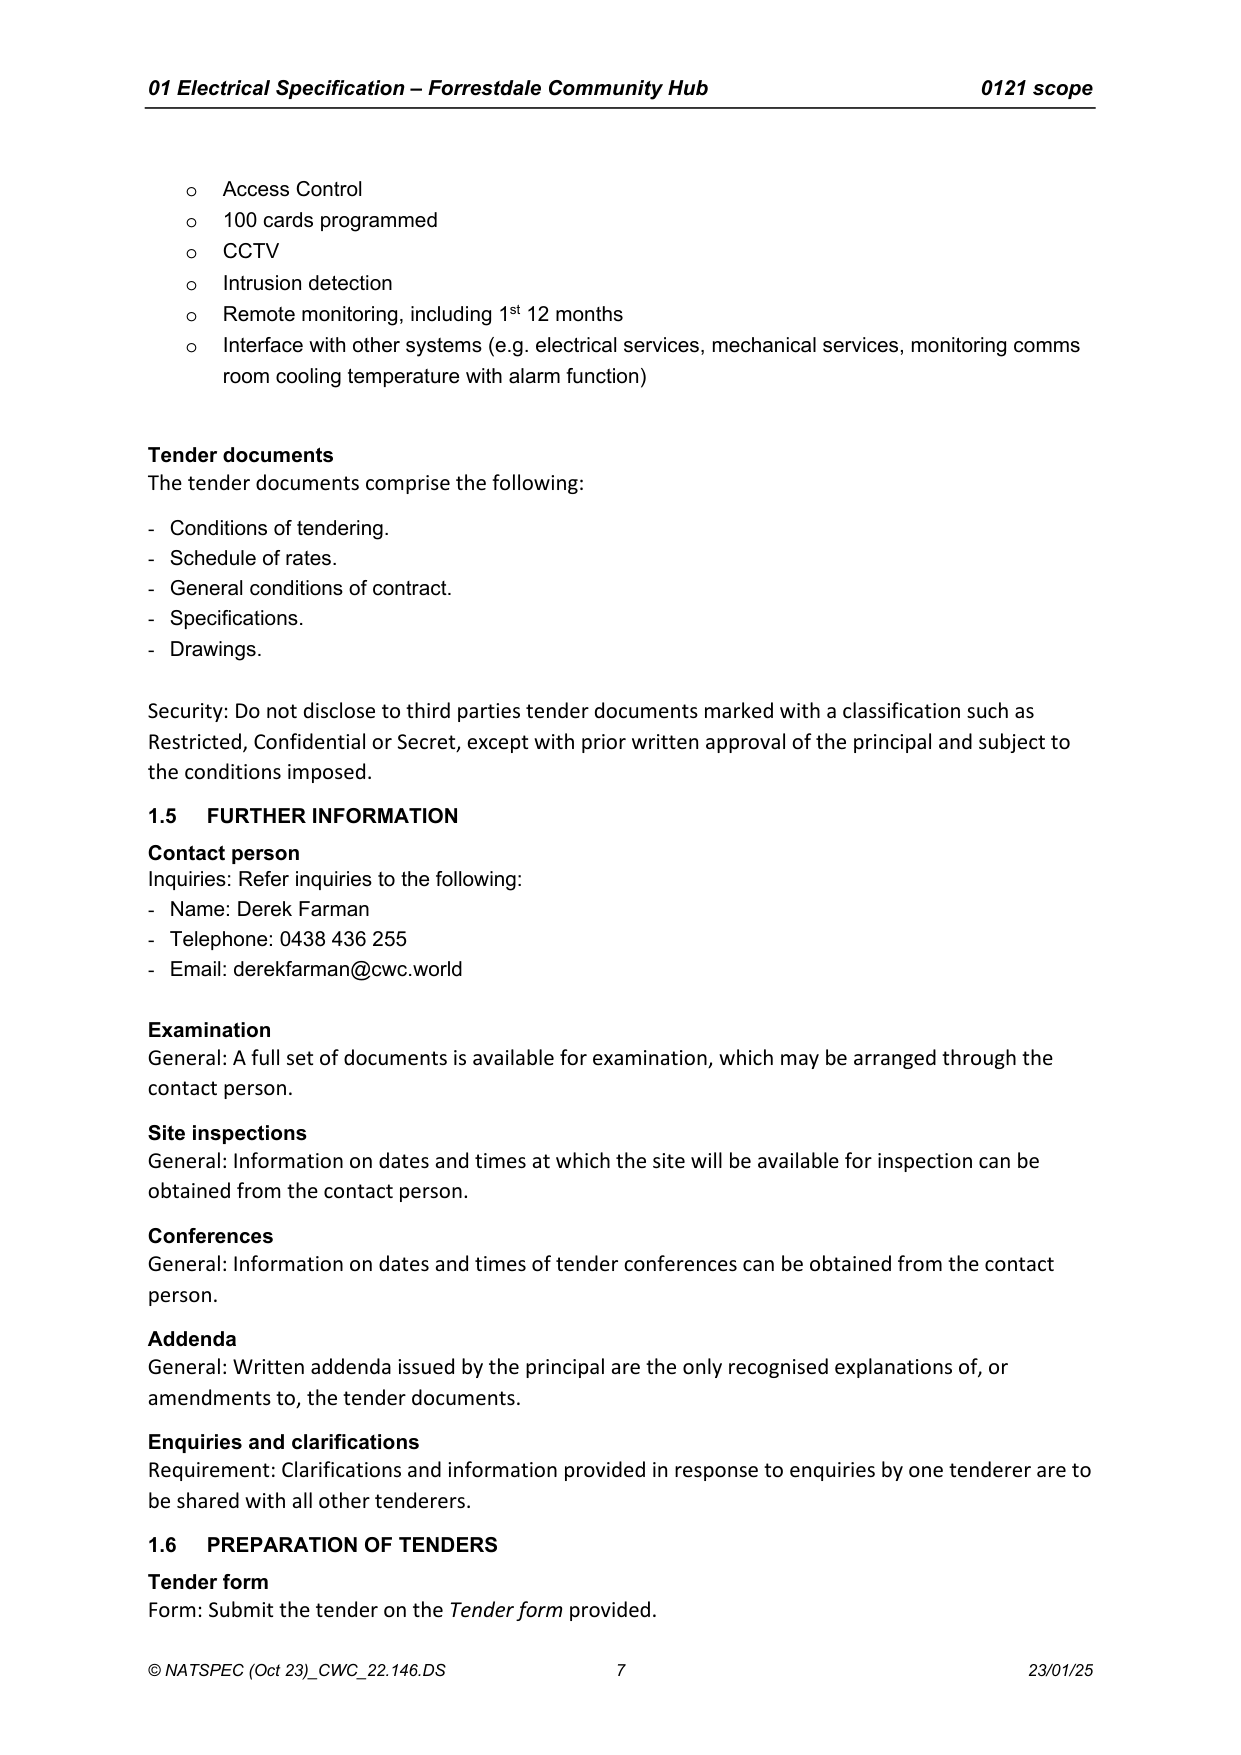 01 Electrical Specification – Forrestdale Community Hub 0121 scope
o Access Control
o 100 cards programmed
o CCTV
o Intrusion detection
o Remote monitoring, including 1st 12 months
o Interface with other systems (e.g. electrical services, mechanical services, monitoring comms
room cooling temperature with alarm function)
Tender documents
The tender documents comprise the following:
- Conditions of tendering.
- Schedule of rates.
- General conditions of contract.
- Specifications.
- Drawings.
Security: Do not disclose to third parties tender documents marked with a classification such as
Restricted, Confidential or Secret, except with prior written approval of the principal and subject to
the conditions imposed.
1.5 FURTHER INFORMATION
Contact person
Inquiries: Refer inquiries to the following:
- Name: Derek Farman
- Telephone: 0438 436 255
- Email: derekfarman@cwc.world
Examination
General: A full set of documents is available for examination, which may be arranged through the
contact person.
Site inspections
General: Information on dates and times at which the site will be available for inspection can be
obtained from the contact person.
Conferences
General: Information on dates and times of tender conferences can be obtained from the contact
person.
Addenda
General: Written addenda issued by the principal are the only recognised explanations of, or
amendments to, the tender documents.
Enquiries and clarifications
Requirement: Clarifications and information provided in response to enquiries by one tenderer are to
be shared with all other tenderers.
1.6 PREPARATION OF TENDERS
Tender form
Form: Submit the tender on the Tender form provided.
© NATSPEC (Oct 23)_CWC_22.146.DS 7 23/01/25